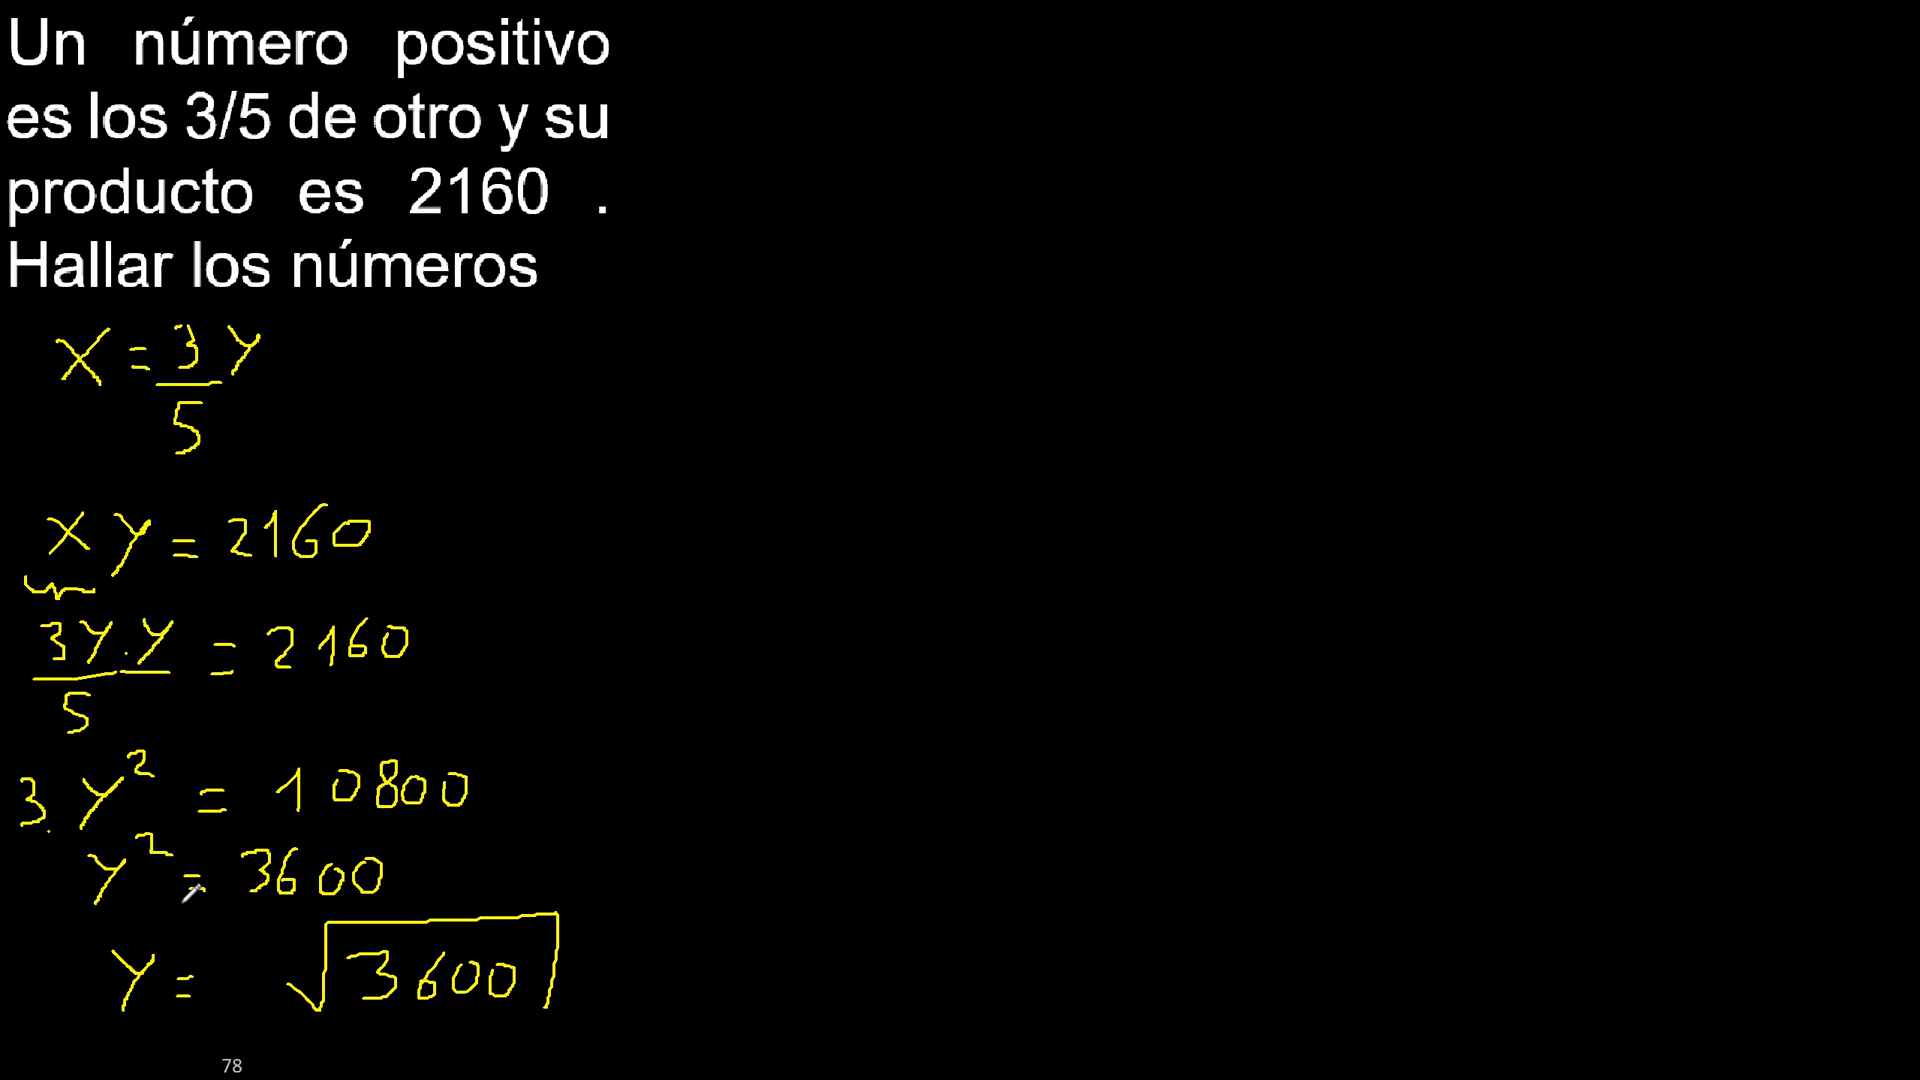 Un número positivo
es los 3/5 de otro y su
producto es 2160 .
Hallar los números
X = 3 Y
5
X Y = 2160
3 Y . Y = 2160
5
3. Y² = 10800
Y² = 3600
Y = √3600
78